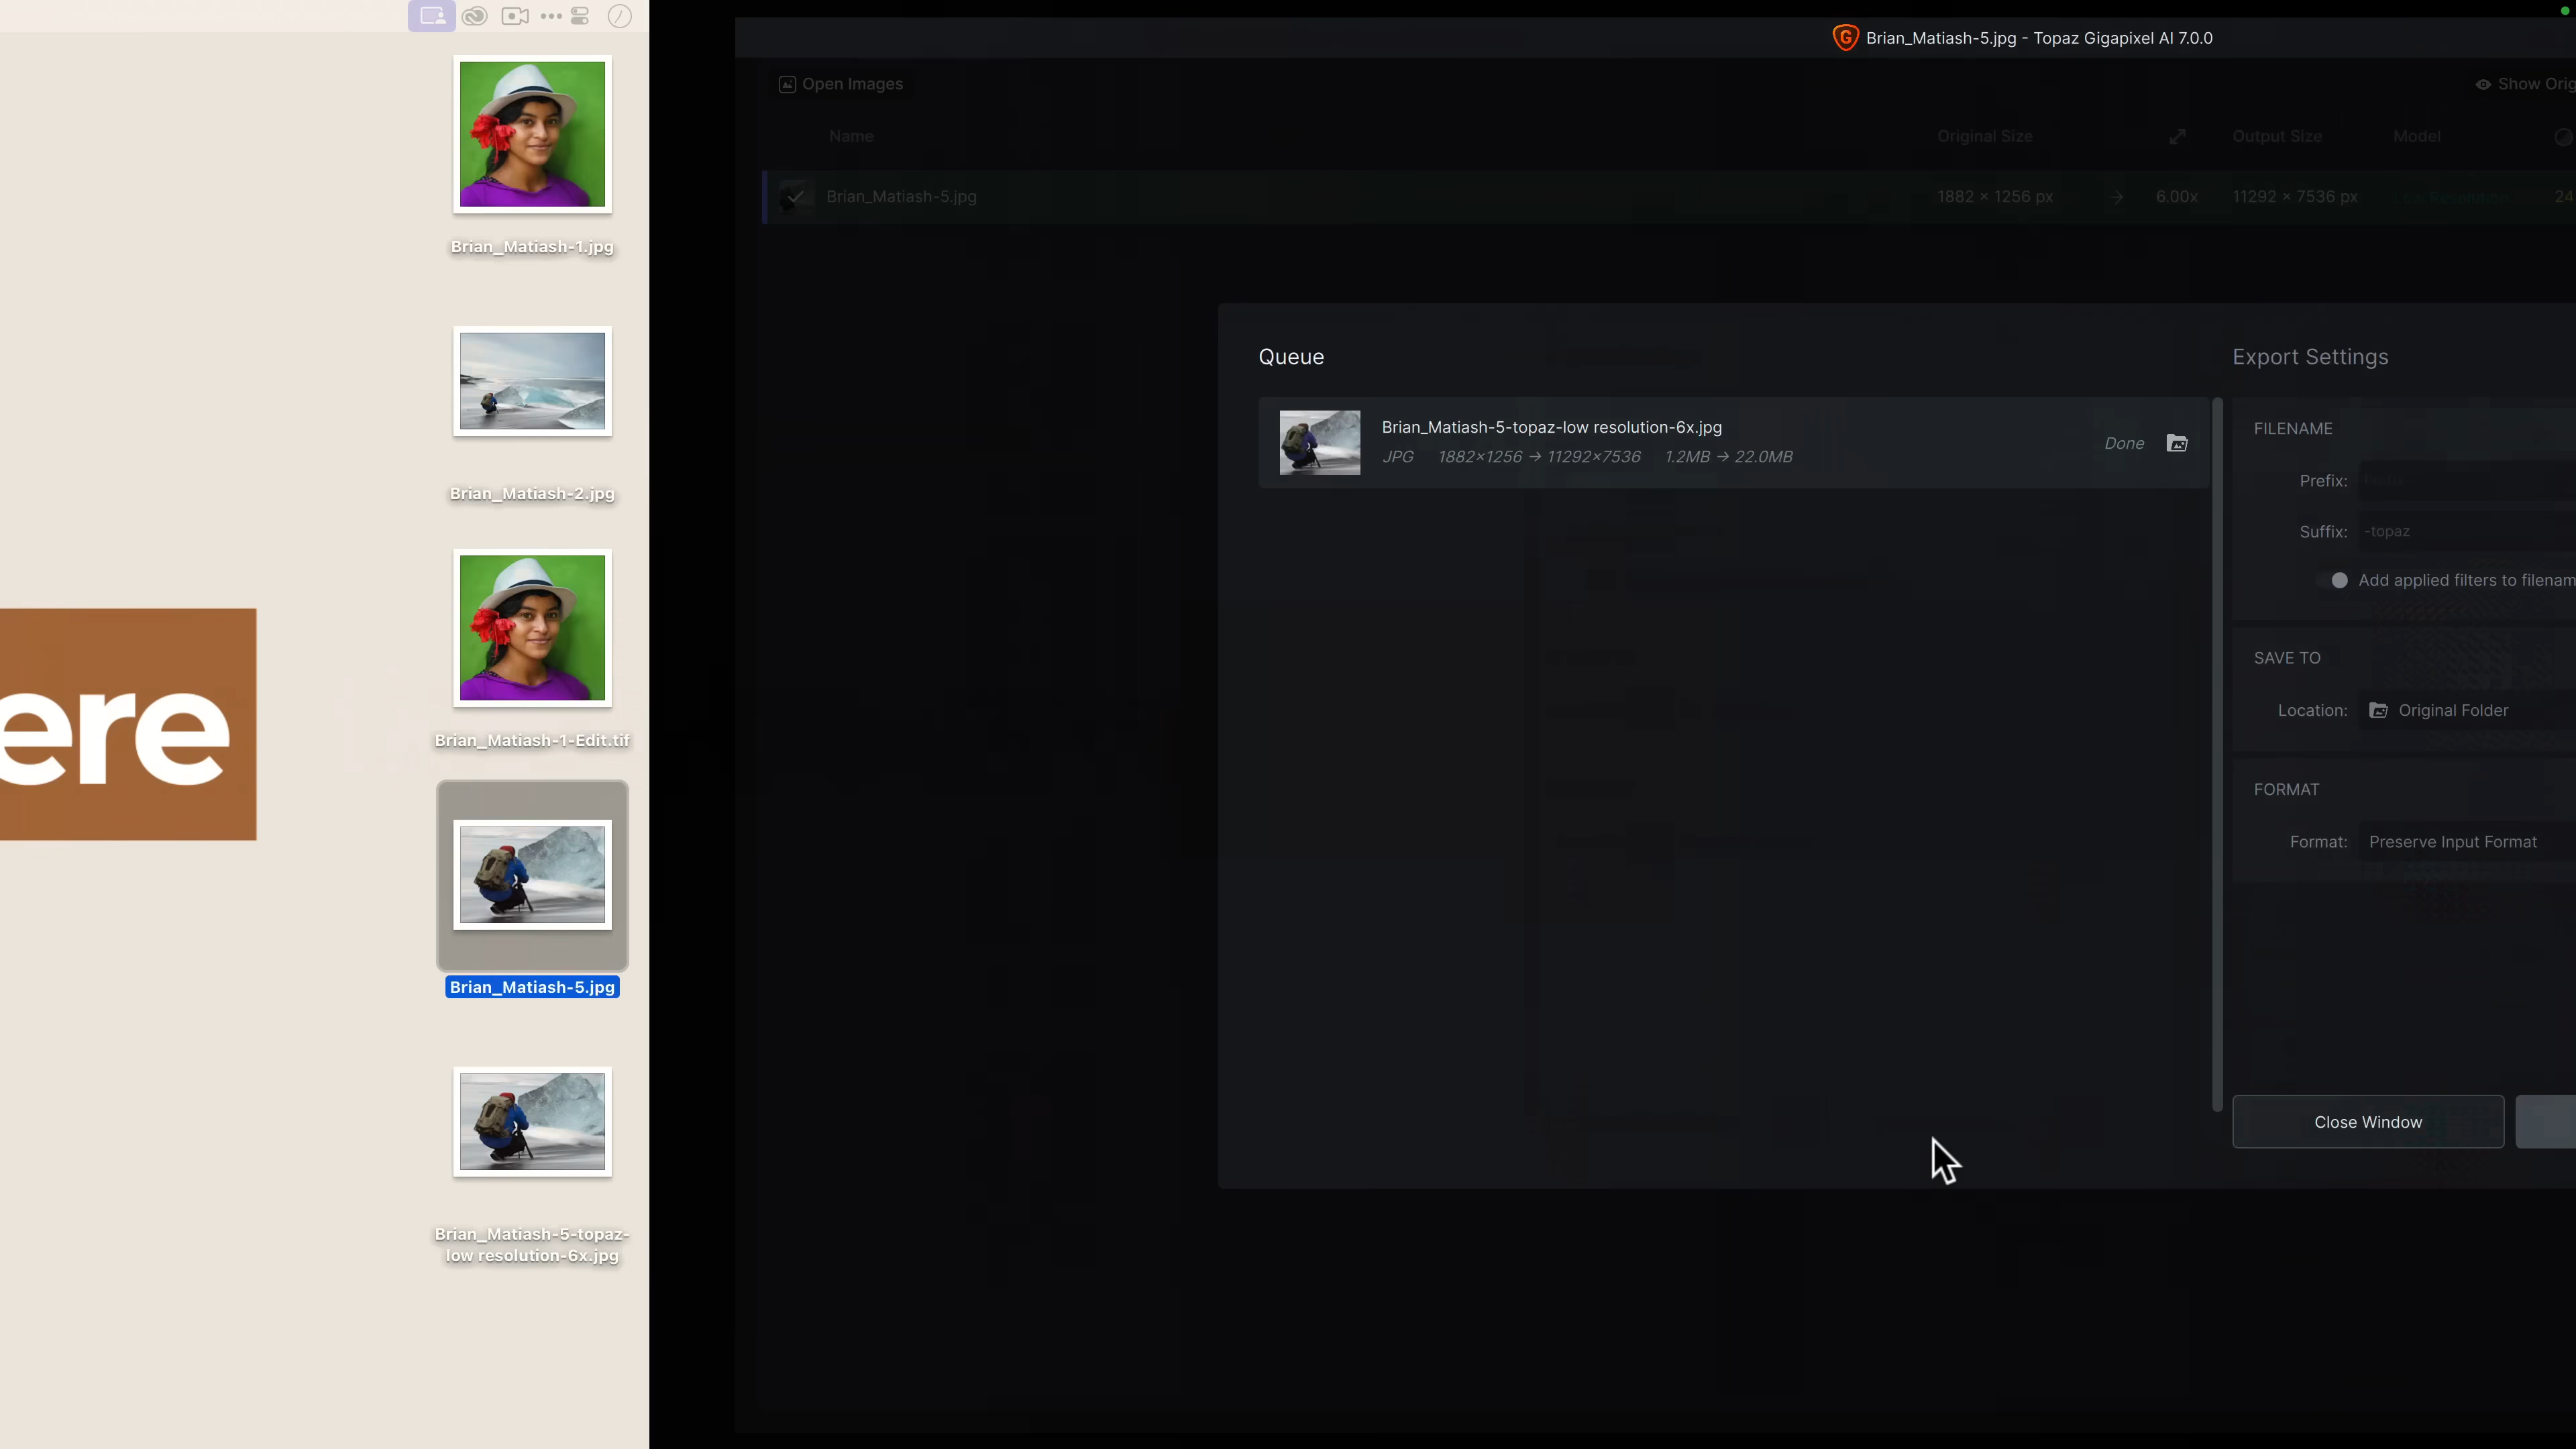 Brian_Matiash-1.jpg
Brian_Matiash-2.jpg
Brian_Matiash-1-Edit.tif
Brian_Matiash-5.jpg
Brian_Matiash-5-topaz-
low resolution-6x.jpg
ere
Brian_Matiash-5.jpg - Topaz Gigapixel AI 7.0.0
Open Images
Show Orig
Name
Original Size
Output Size
Model
Brian_Matiash-5.jpg
1882 × 1256 px
→
6.00x
11292 × 7536 px
24
Queue
Brian_Matiash-5-topaz-low resolution-6x.jpg
JPG 1882×1256 → 11292×7536 1.2MB → 22.0MB
Done
Export Settings
FILENAME
Prefix:
Suffix: -topaz
Add applied filters to filenam
SAVE TO
Location: Original Folder
FORMAT
Format: Preserve Input Format
Close Window